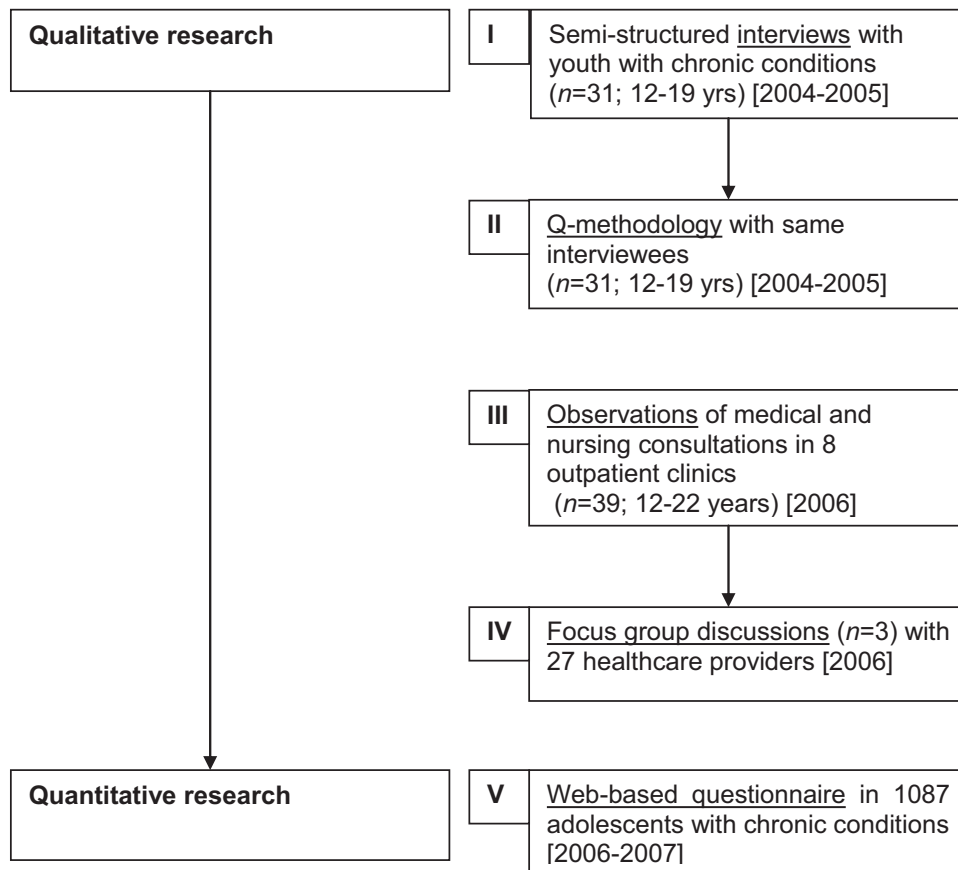 Qualitative research
I
Semi-structured interviews with
youth with chronic conditions
(n=31; 12-19 yrs) [2004-2005]
II
Q-methodology with same
interviewees
(n=31; 12-19 yrs) [2004-2005]
III
Observations of medical and
nursing consultations in 8
outpatient clinics
(n=39; 12-22 years) [2006]
IV
Focus group discussions (n=3) with
27 healthcare providers [2006]
Quantitative research
V
Web-based questionnaire in 1087
adolescents with chronic conditions
[2006-2007]